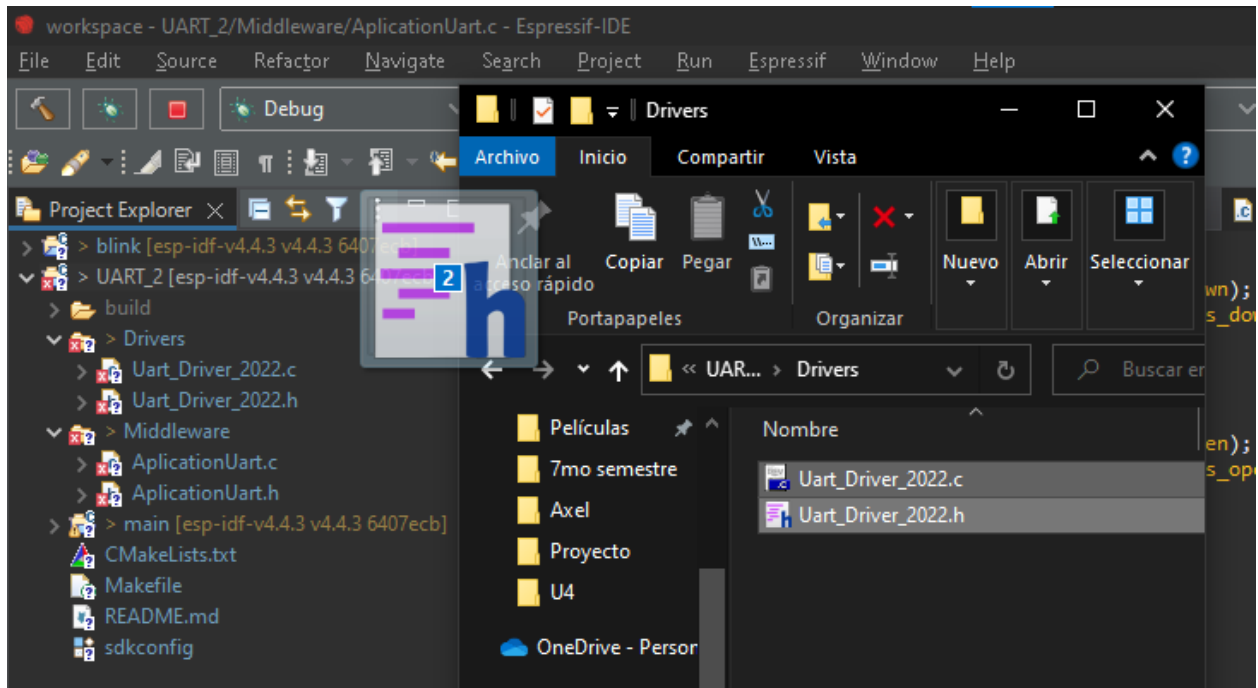 workspace - UART_2/Middleware/AplicationUart.c - Espressif-IDE
File Edit Source Refactor Navigate Search Project Run Espressif Window Help
Debug
Drivers
Archivo Inicio Compartir Vista
Project Explorer
Anclar al
acceso rápido
Copiar Pegar
Nuevo Abrir Seleccionar
Portapapeles Organizar
> blink [esp-idf-v4.4.3 v4.4.3 6407ecb]
> UART_2 [esp-idf-v4.4.3 v4.4.3
2
build
> Drivers
Uart_Driver_2022.c
Uart_Driver_2022.h
> Middleware
AplicationUart.c
AplicationUart.h
> main [esp-idf-v4.4.3 v4.4.3 6407ecb]
CMakeLists.txt
Makefile
README.md
sdkconfig
« UAR... > Drivers
Buscar en
Películas
7mo semestre
Axel
Proyecto
U4
OneDrive - Person
Nombre
Uart_Driver_2022.c
Uart_Driver_2022.h
wn);
s_dow
en);
s_ope